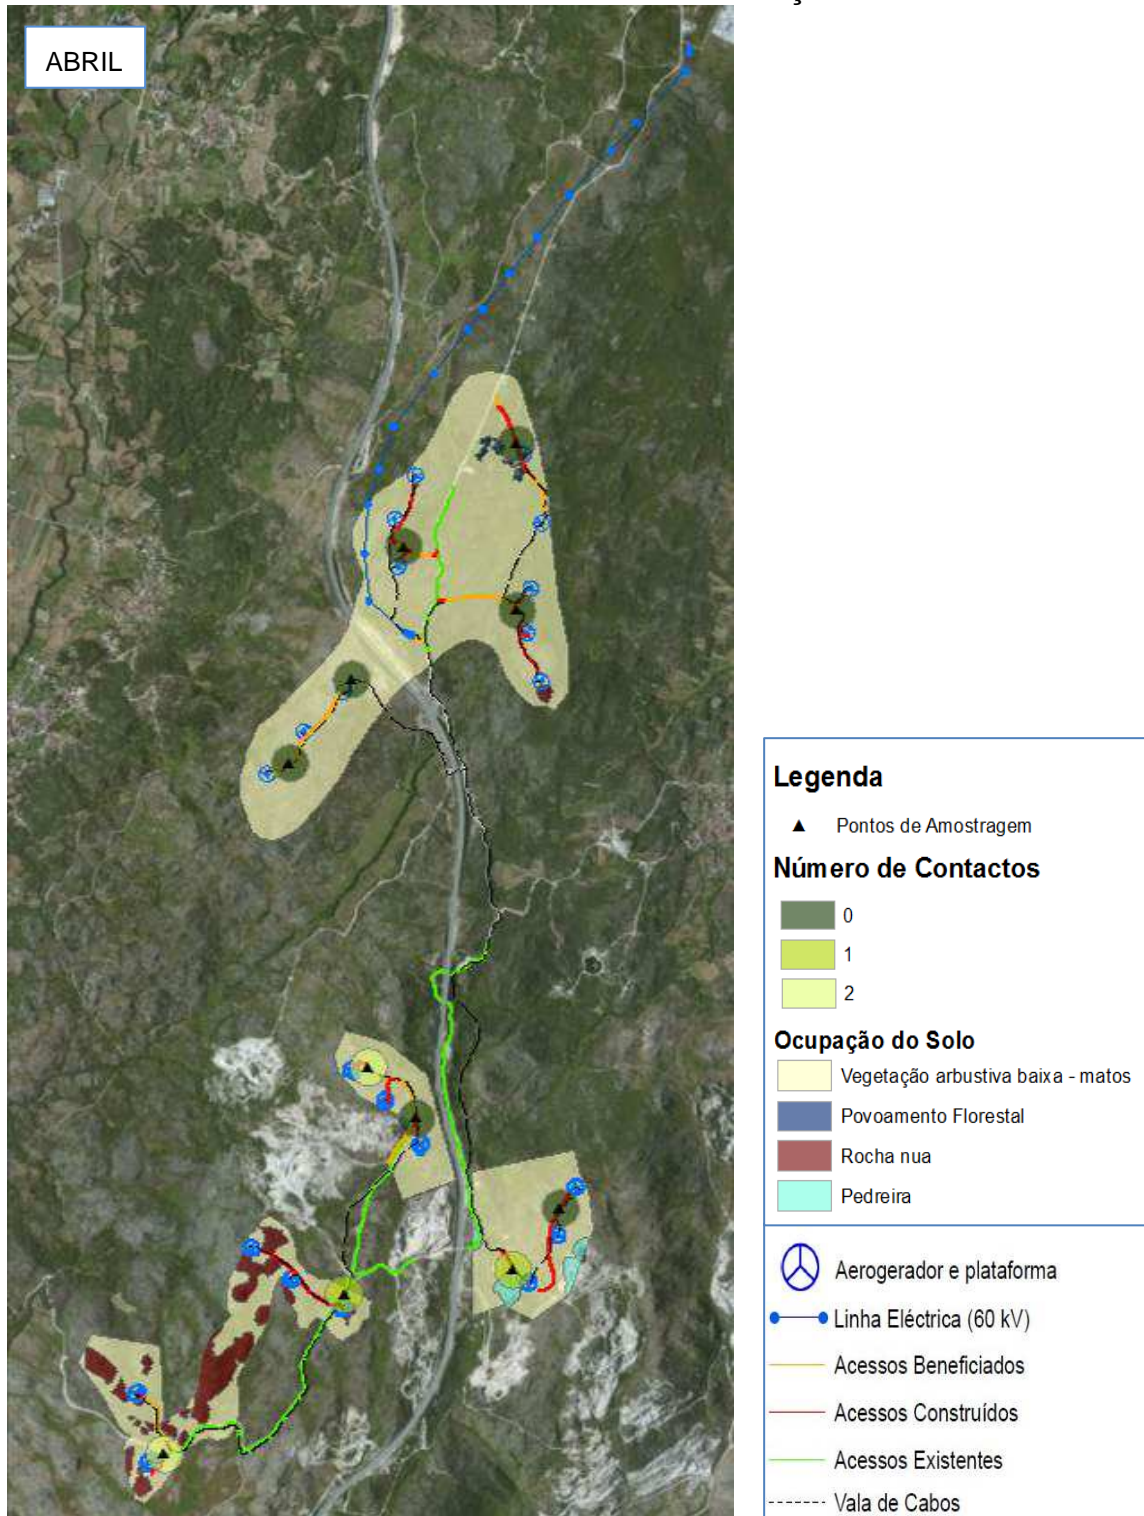 ABRIL
Legenda
Pontos de Amostragem
Número de Contactos
0
1
2
Ocupação do Solo
Vegetação arbustiva baixa - matos
Povoamento Florestal
Rocha nua
Pedreira
Aerogerador e plataforma
Linha Eléctrica (60 kV)
Acessos Beneficiados
Acessos Construídos
Acessos Existentes
Vala de Cabos